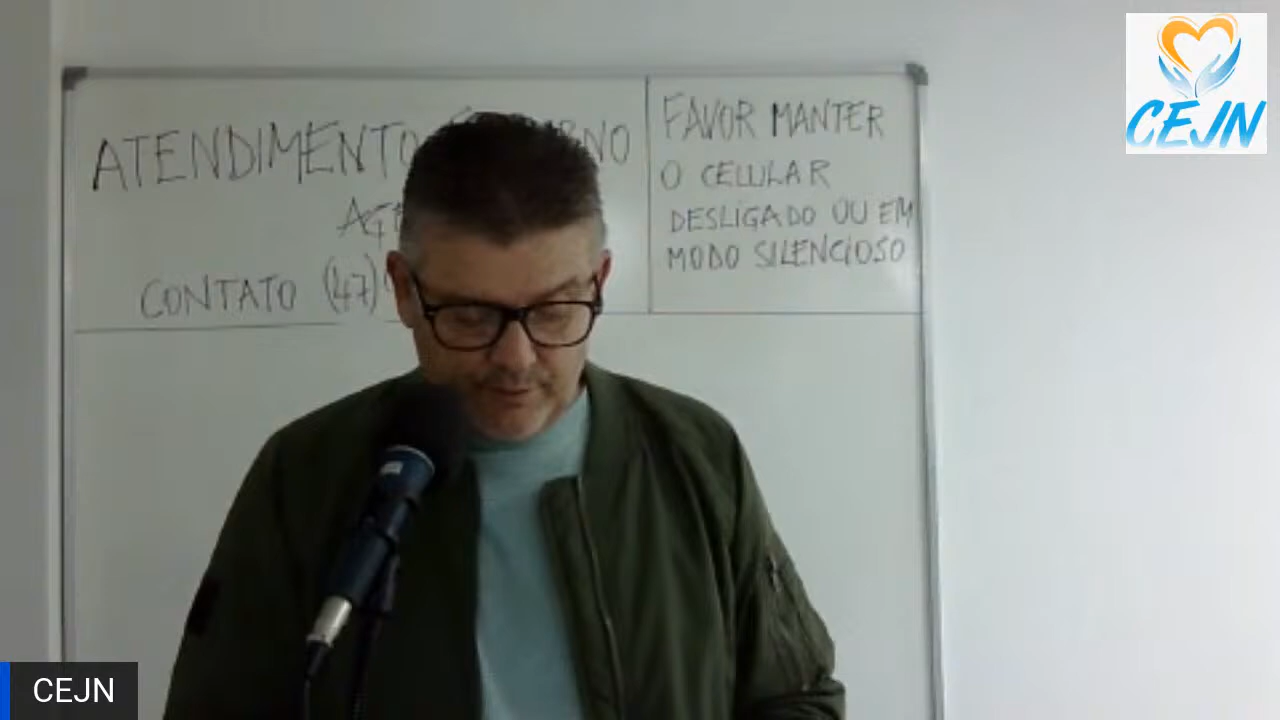 ATENDIMENTO
CONTATO (47)
FAVOR MANTER
O CELULAR
DESLIGADO OU EM
MODO SILENCIOSO
CEJN
CEJN